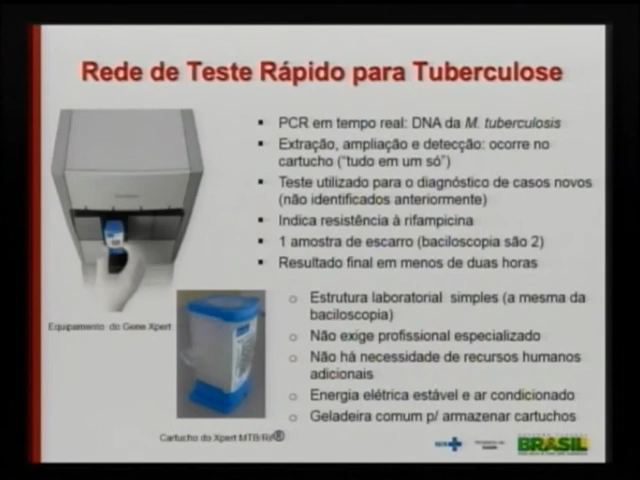 Rede de Teste Rápido para Tuberculose
▪ PCR em tempo real: DNA da M. tuberculosis
▪ Extração, ampliação e detecção: ocorre no
cartucho (“tudo em um só”)
▪ Teste utilizado para o diagnóstico de casos novos
(não identificados anteriormente)
▪ Indica resistência à rifampicina
▪ 1 amostra de escarro (baciloscopia são 2)
▪ Resultado final em menos de duas horas
o Estrutura laboratorial simples (a mesma da
baciloscopia)
o Não exige profissional especializado
o Não há necessidade de recursos humanos
adicionais
o Energia elétrica estável e ar condicionado
o Geladeira comum p/ armazenar cartuchos
Equipamento do Gene Xpert
Cartucho do Xpert MTB/Rif®
SUS
BRASIL